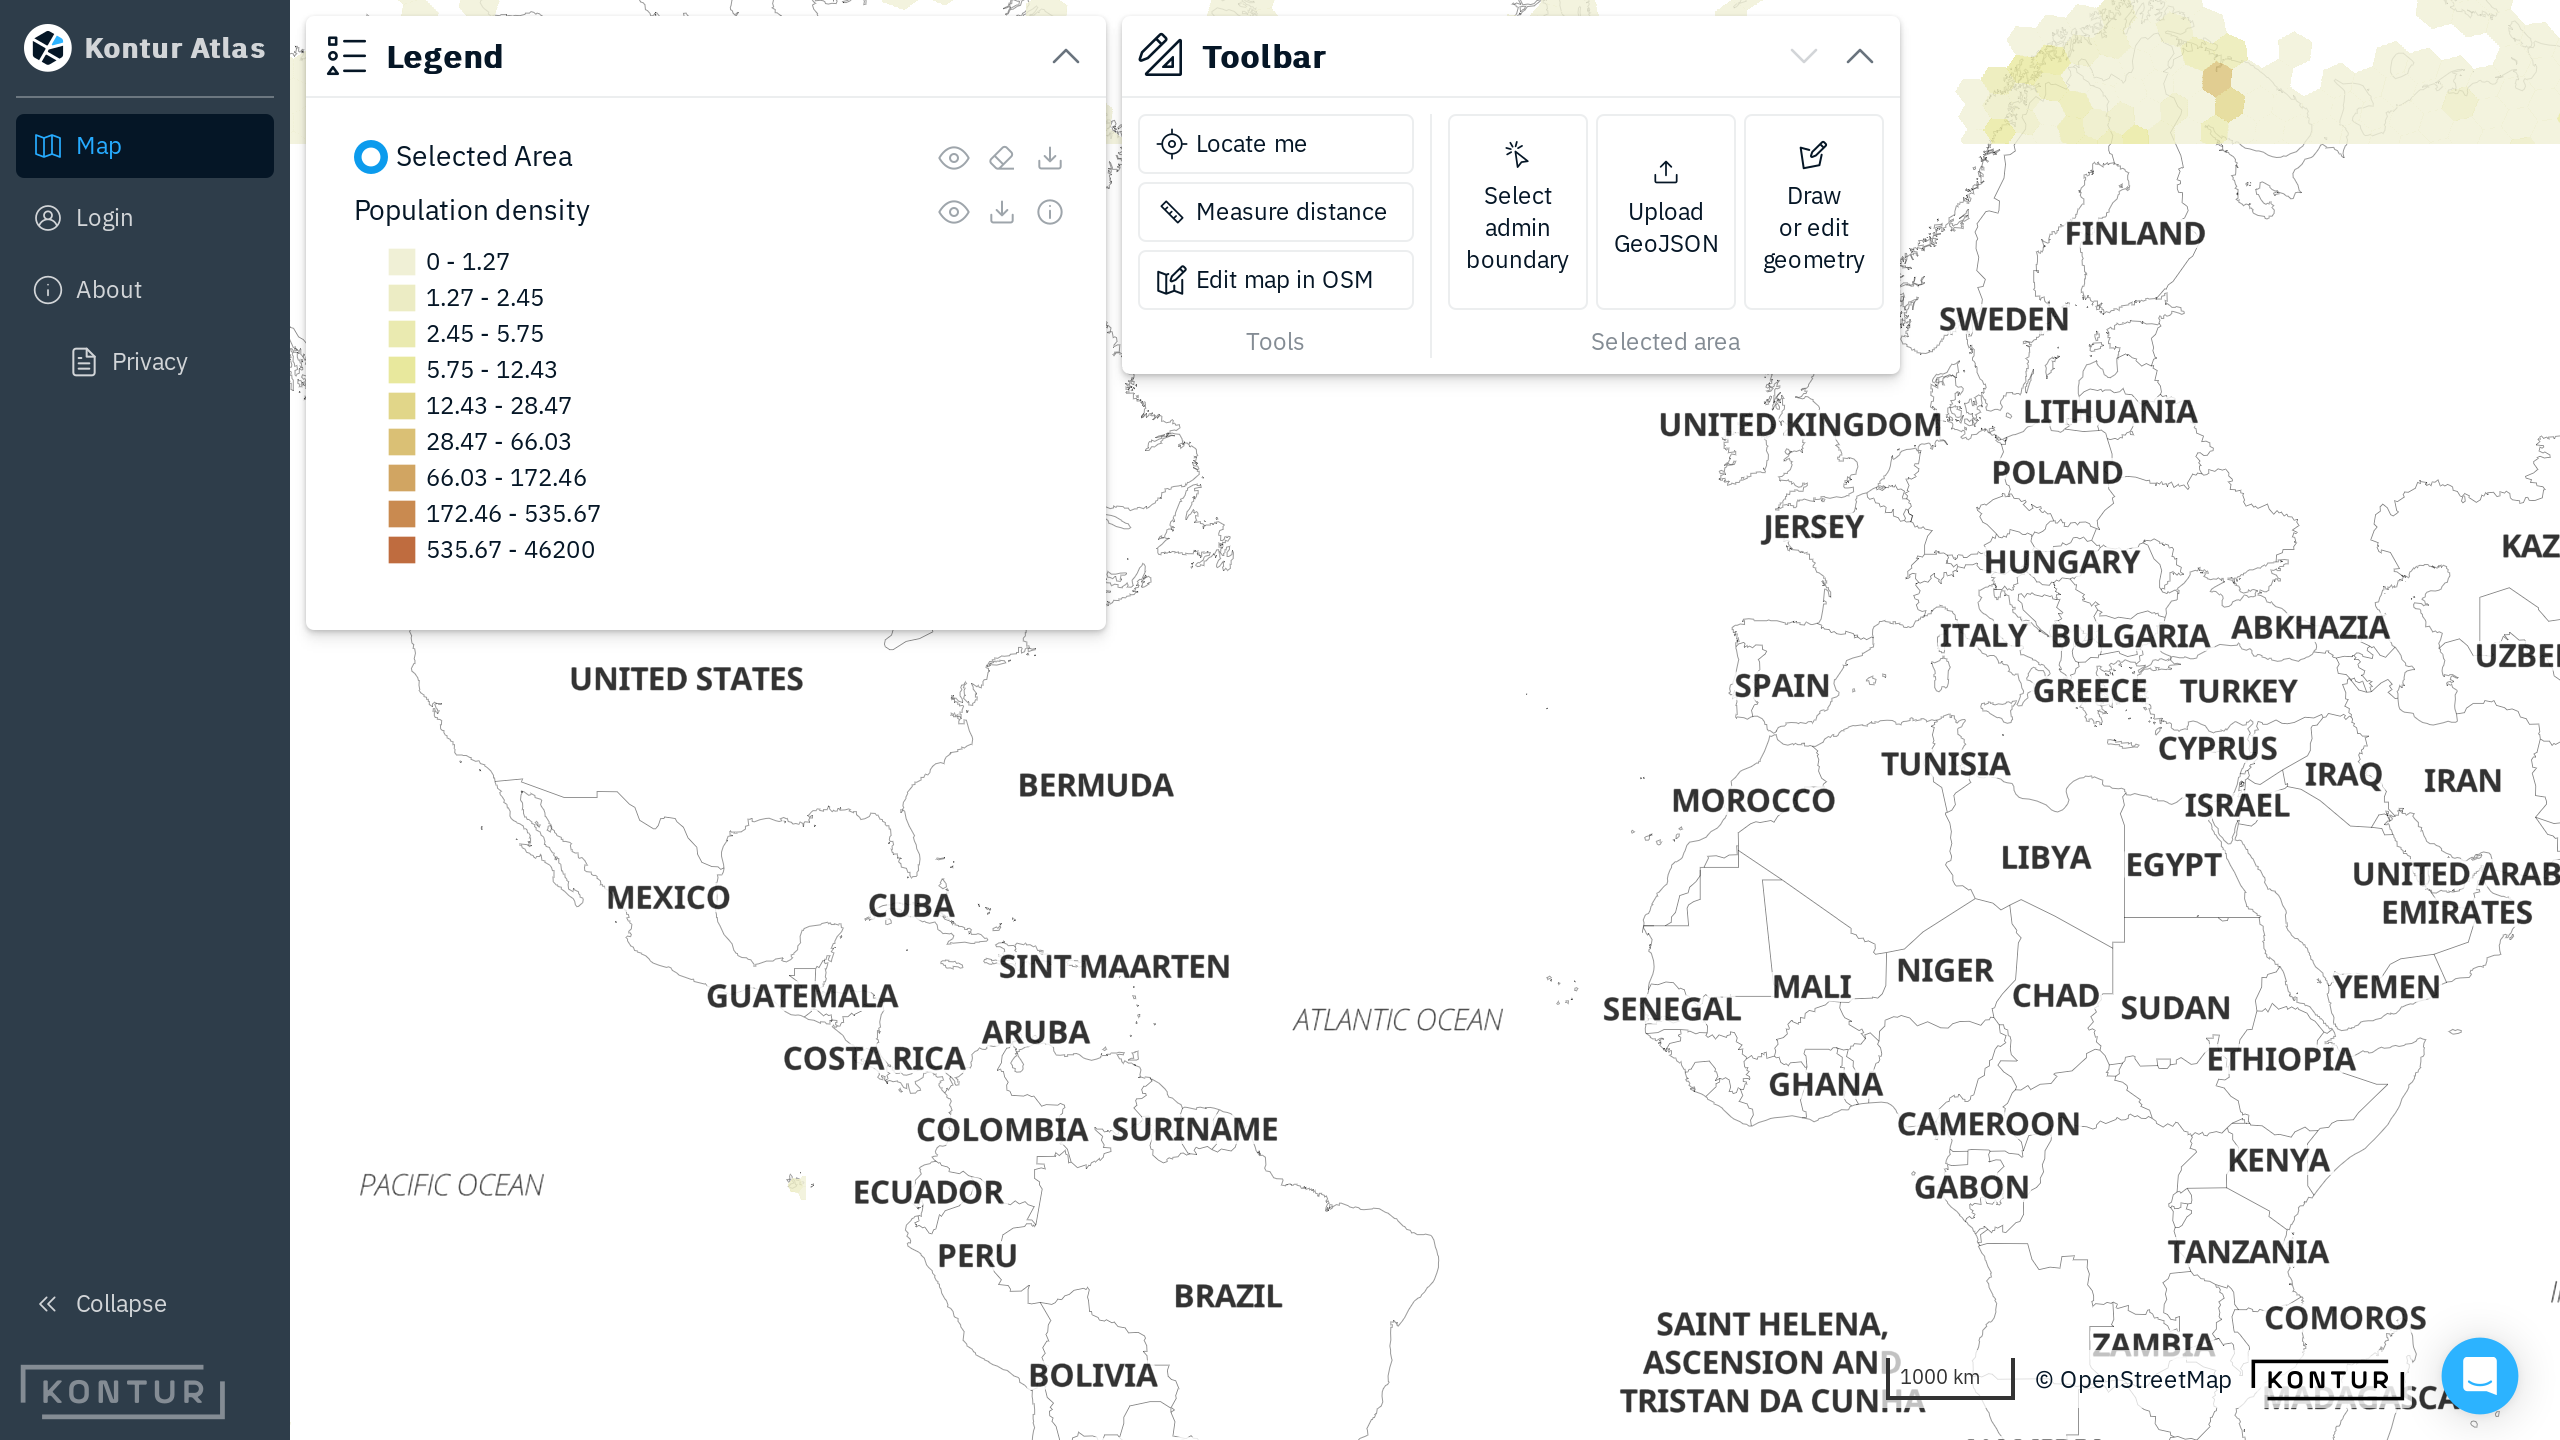 Kontur Atlas
Map
Login
About
Privacy
Collapse
KONTUR
Legend
Selected Area
Population density
0 - 1.27
1.27 - 2.45
2.45 - 5.75
5.75 - 12.43
12.43 - 28.47
28.47 - 66.03
66.03 - 172.46
172.46 - 535.67
535.67 - 46200
Toolbar
Locate me
Measure distance
Edit map in OSM
Tools
Select
admin
boundary
Upload
GeoJSON
Draw
or edit
geometry
Selected area
FINLAND
SWEDEN
LITHUANIA
UNITED KINGDOM
POLAND
JERSEY
HUNGARY
KAZ
ITALY
BULGARIA
ABKHAZIA
UZBE
SPAIN
GREECE
TURKEY
UNITED STATES
CYPRUS
TUNISIA
IRAQ
IRAN
BERMUDA
MOROCCO
ISRAEL
LIBYA
EGYPT
UNITED ARAB
EMIRATES
MEXICO
CUBA
SINT MAARTEN
NIGER
MALI
CHAD
YEMEN
GUATEMALA
SENEGAL
SUDAN
ATLANTIC OCEAN
ARUBA
COSTA RICA
ETHIOPIA
GHANA
COLOMBIA
SURINAME
CAMEROON
KENYA
PACIFIC OCEAN
ECUADOR
GABON
PERU
TANZANIA
BRAZIL
COMOROS
SAINT HELENA,
ASCENSION AND
TRISTAN DA CUNHA
ZAMBIA
BOLIVIA
1000 km
© OpenStreetMap
KONTUR
MADAGASCA